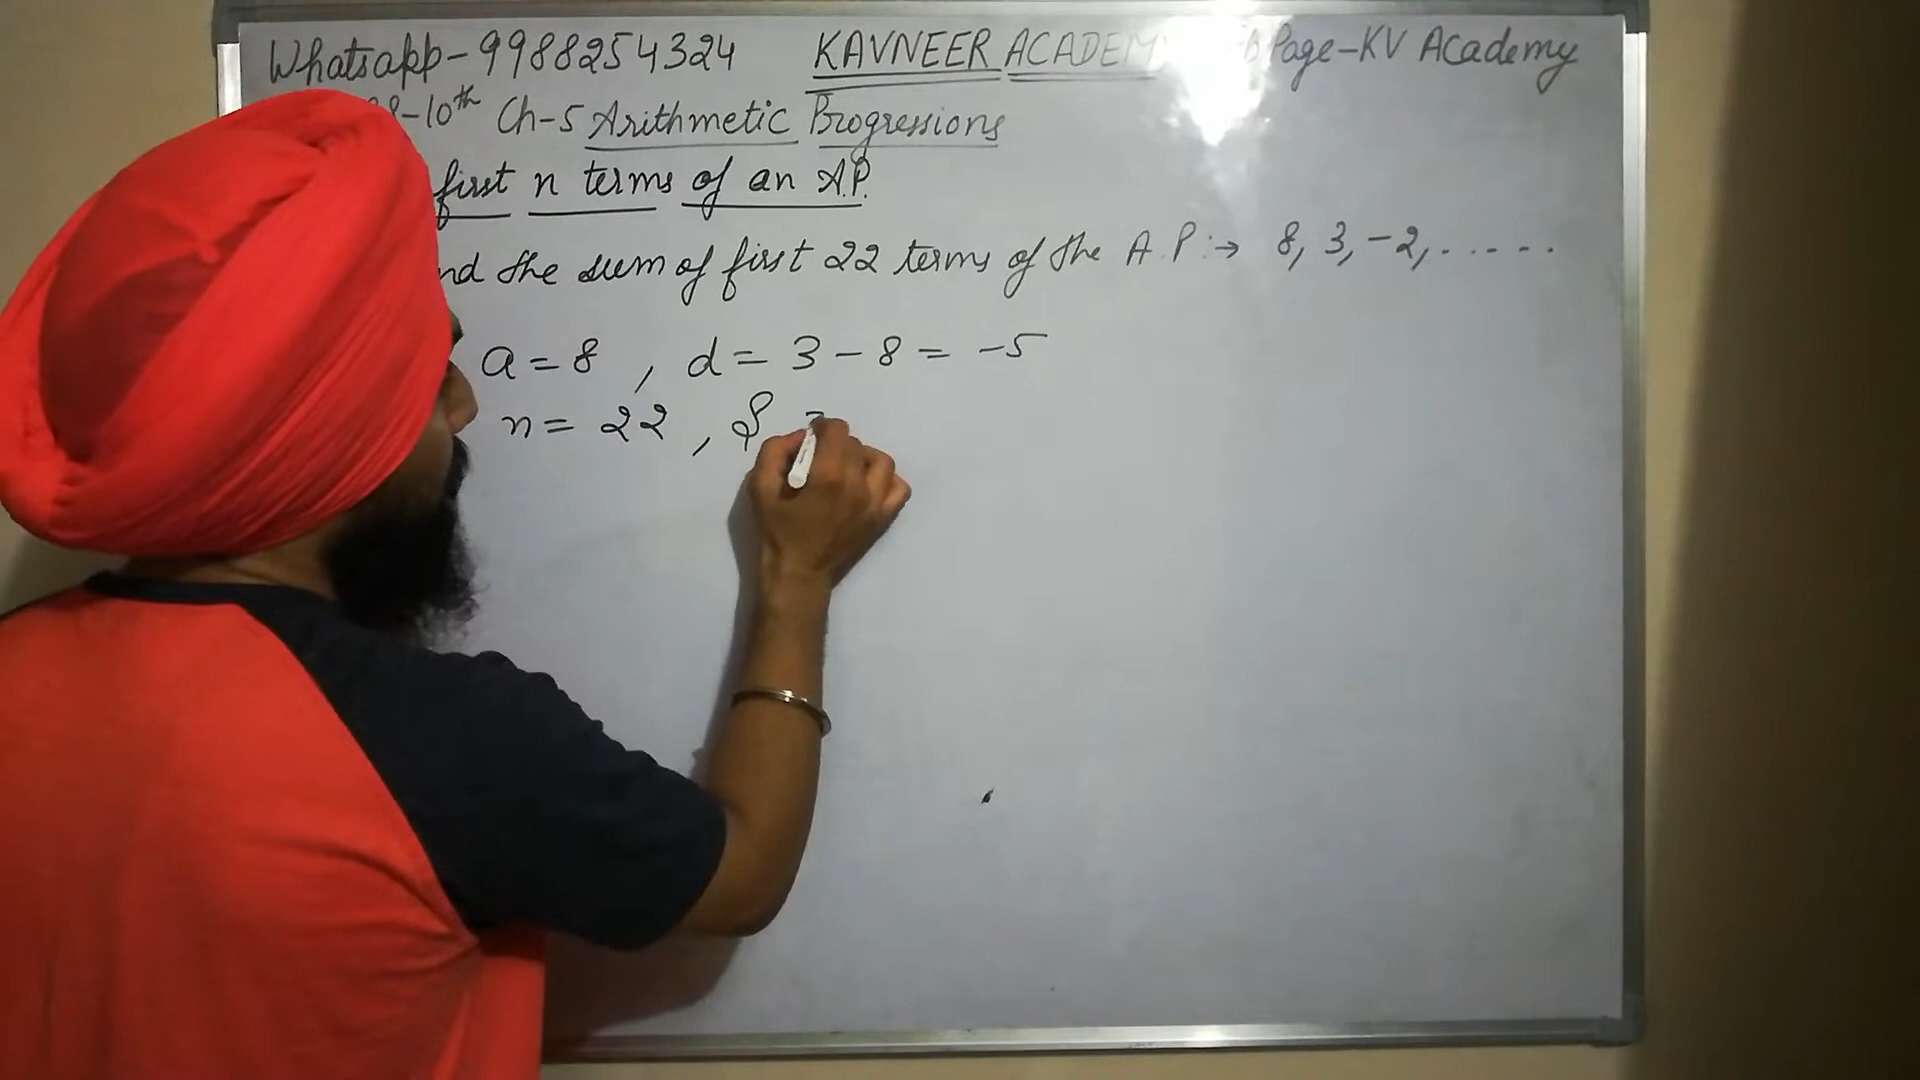 Whatsapp-9988254324 KAVNEER ACADEM Page-KV Academy
-10th Ch-5 Arithmetic Progressions
first n terms of an A.P.
nd the sum of first 22 terms of the A.P:→ 8, 3, -2, .....
a = 8 , d = 3 - 8 = -5
n = 22 , S =